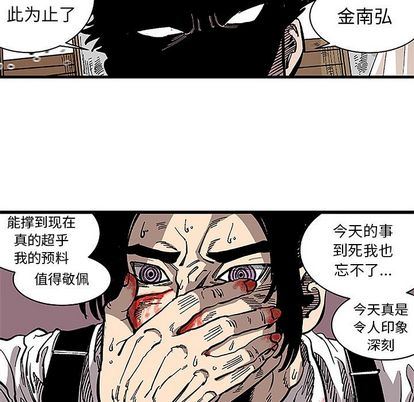 此为止了
金南弘
能撑到现在
真的超乎
我的预料
值得敬佩
今天的事
到死我也
忘不了...
今天真是
令人印象
深刻